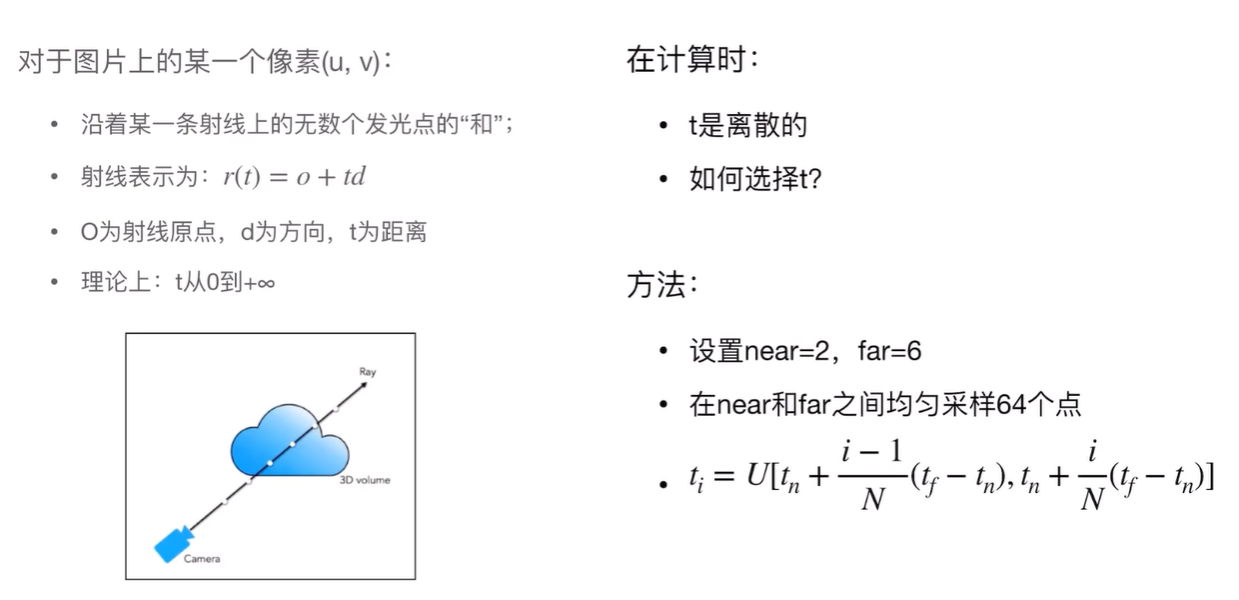 对于图片上的某一个像素(u, v)：
• 沿着某一条射线上的无数个发光点的“和”；
• 射线表示为：r(t) = o + td
• O为射线原点，d为方向，t为距离
• 理论上：t从0到+∞
Ray
3D volume
Camera
在计算时：
• t是离散的
• 如何选择t?
方法：
• 设置near=2，far=6
• 在near和far之间均匀采样64个点
• t_i = U[t_n + \frac{i-1}{N}(t_f - t_n), t_n + \frac{i}{N}(t_f - t_n)]